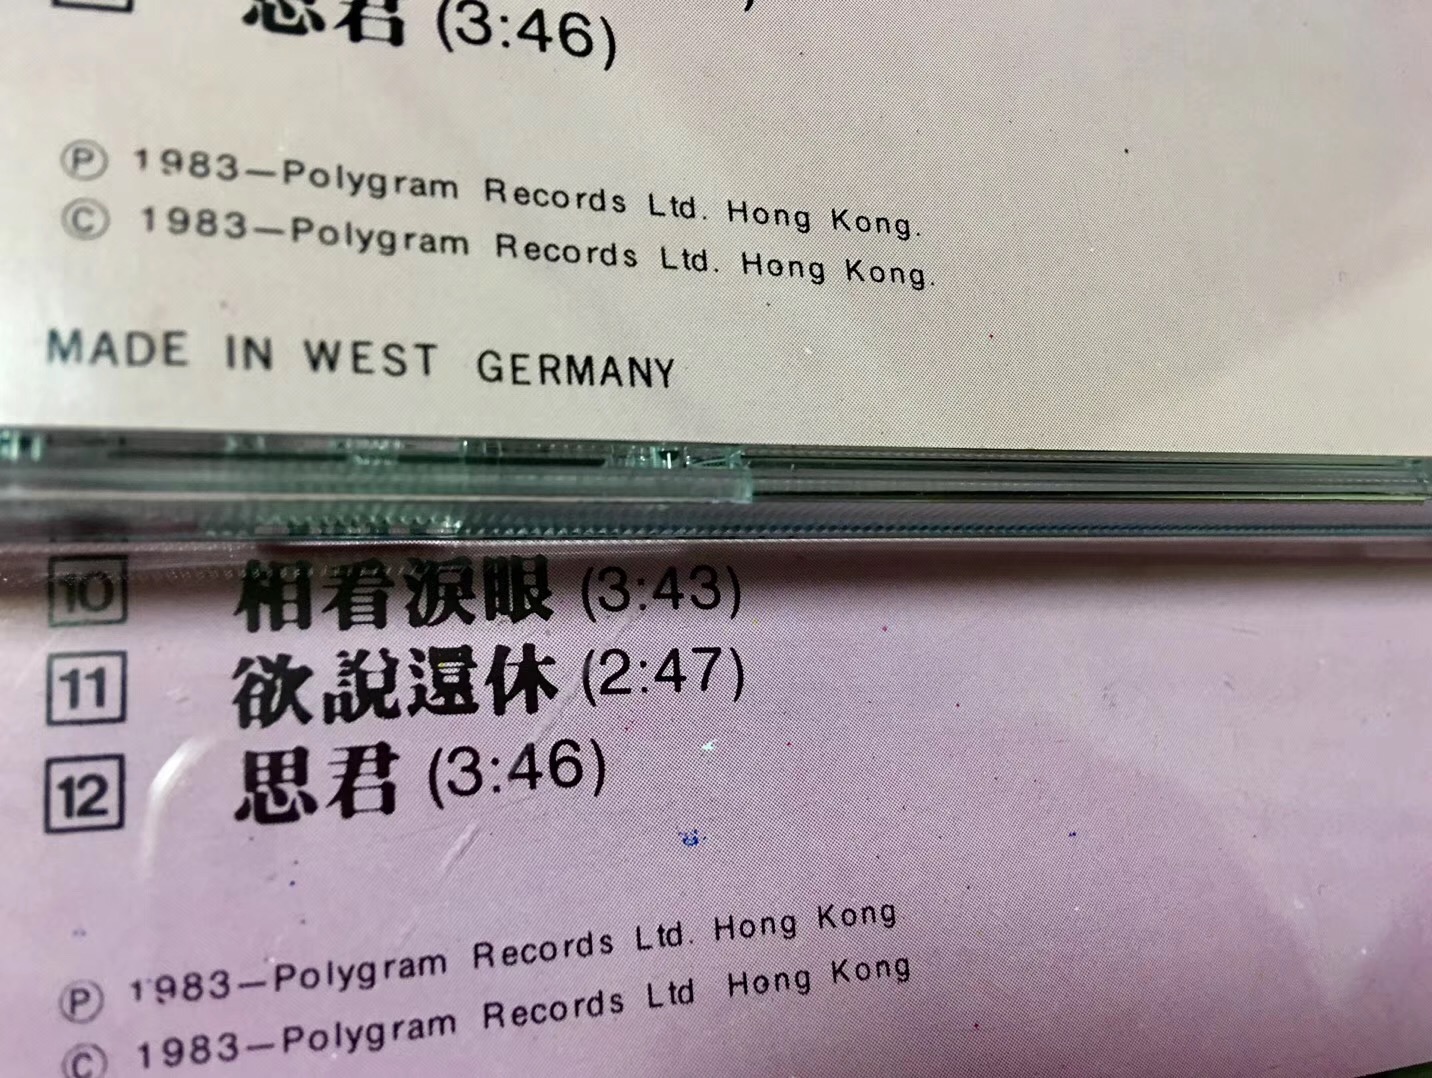 思君 (3:46)
Ⓟ 1983—Polygram Records Ltd. Hong Kong.
Ⓒ 1983—Polygram Records Ltd. Hong Kong.
MADE IN WEST GERMANY
10 相看淚眼 (3:43)
11 欲說還休 (2:47)
12 思君 (3:46)
Ⓟ 1983—Polygram Records Ltd. Hong Kong
Ⓒ 1983—Polygram Records Ltd Hong Kong